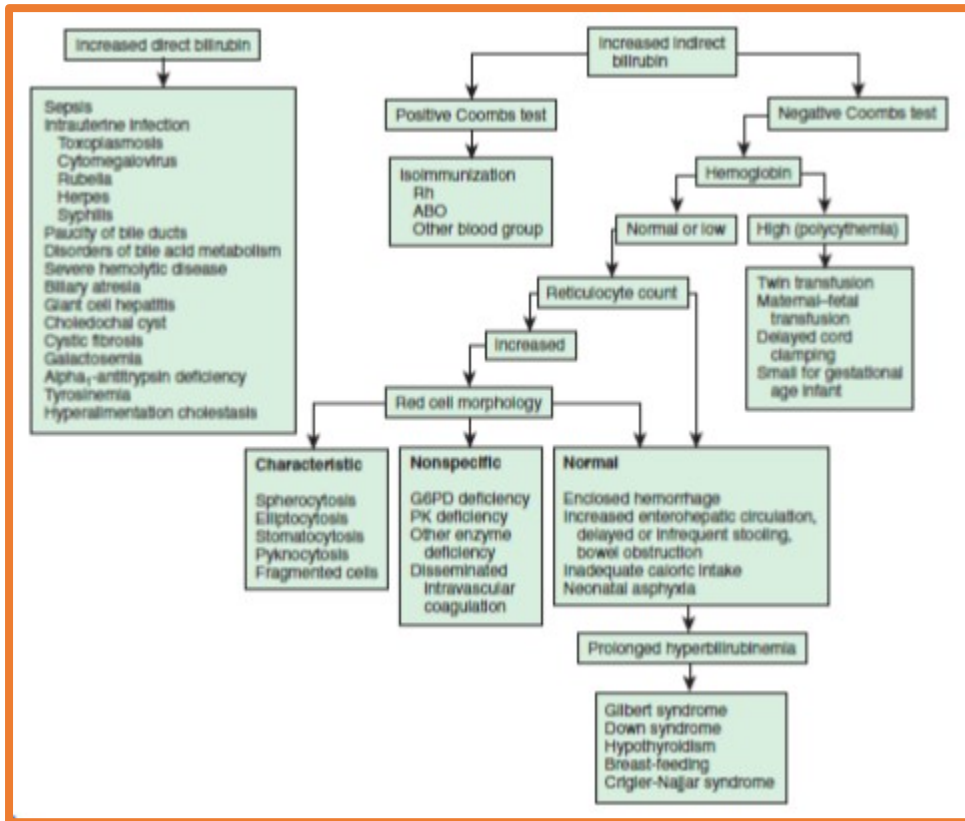 Increased direct bilirubin
Sepsis
Intrauterine infection
Toxoplasmosis
Cytomegalovirus
Rubella
Herpes
Syphilis
Paucity of bile ducts
Disorders of bile acid metabolism
Severe hemolytic disease
Biliary atresia
Giant cell hepatitis
Choledochal cyst
Cystic fibrosis
Galactosemia
Alpha₁-antitrypsin deficiency
Tyrosinemia
Hyperalimentation cholestasis
Increased indirect
bilirubin
Positive Coombs test
Isoimmunization
Rh
ABO
Other blood group
Negative Coombs test
Hemoglobin
Normal or low
High (polycythemia)
Twin transfusion
Maternal–fetal
transfusion
Delayed cord
clamping
Small for gestational
age infant
Reticulocyte count
Increased
Red cell morphology
Characteristic
Spherocytosis
Elliptocytosis
Stomatocytosis
Pyknocytosis
Fragmented cells
Nonspecific
G6PD deficiency
PK deficiency
Other enzyme
deficiency
Disseminated
intravascular
coagulation
Normal
Enclosed hemorrhage
Increased enterohepatic circulation,
delayed or infrequent stooling,
bowel obstruction
Inadequate caloric intake
Neonatal asphyxia
Prolonged hyperbilirubinemia
Gilbert syndrome
Down syndrome
Hypothyroidism
Breast-feeding
Crigler-Najjar syndrome